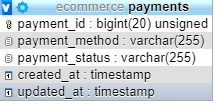 ecommerce payments
payment_id : bigint(20) unsigned
payment_method : varchar(255)
payment_status : varchar(255)
created_at : timestamp
updated_at : timestamp